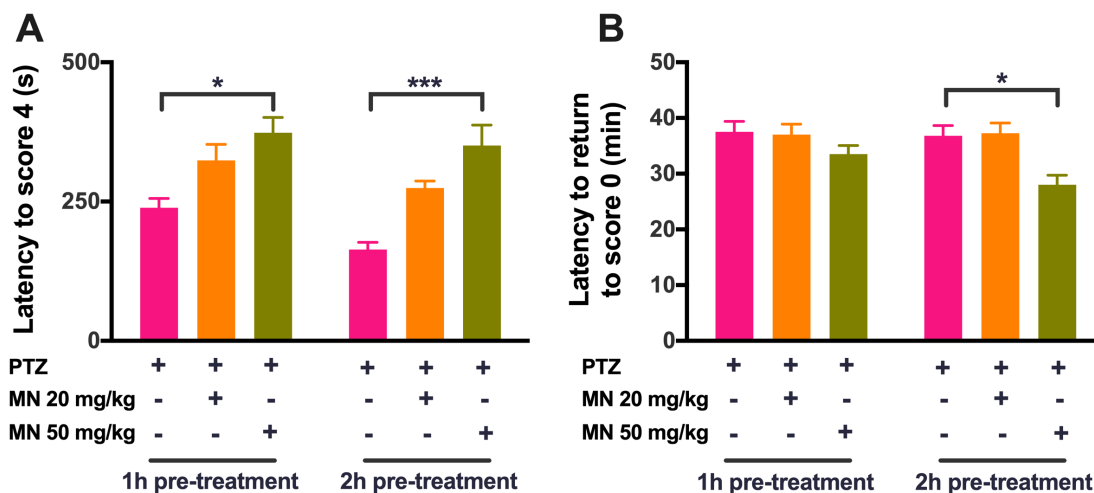 A
Latency to score 4 (s)
500
250
0
*
***
PTZ + + + + + +
MN 20 mg/kg - + - - + -
MN 50 mg/kg - - + - - +
1h pre-treatment 2h pre-treatment
B
Latency to return
to score 0 (min)
50
40
30
20
10
0
*
PTZ + + + + + +
MN 20 mg/kg - + - - + -
MN 50 mg/kg - - + - - +
1h pre-treatment 2h pre-treatment